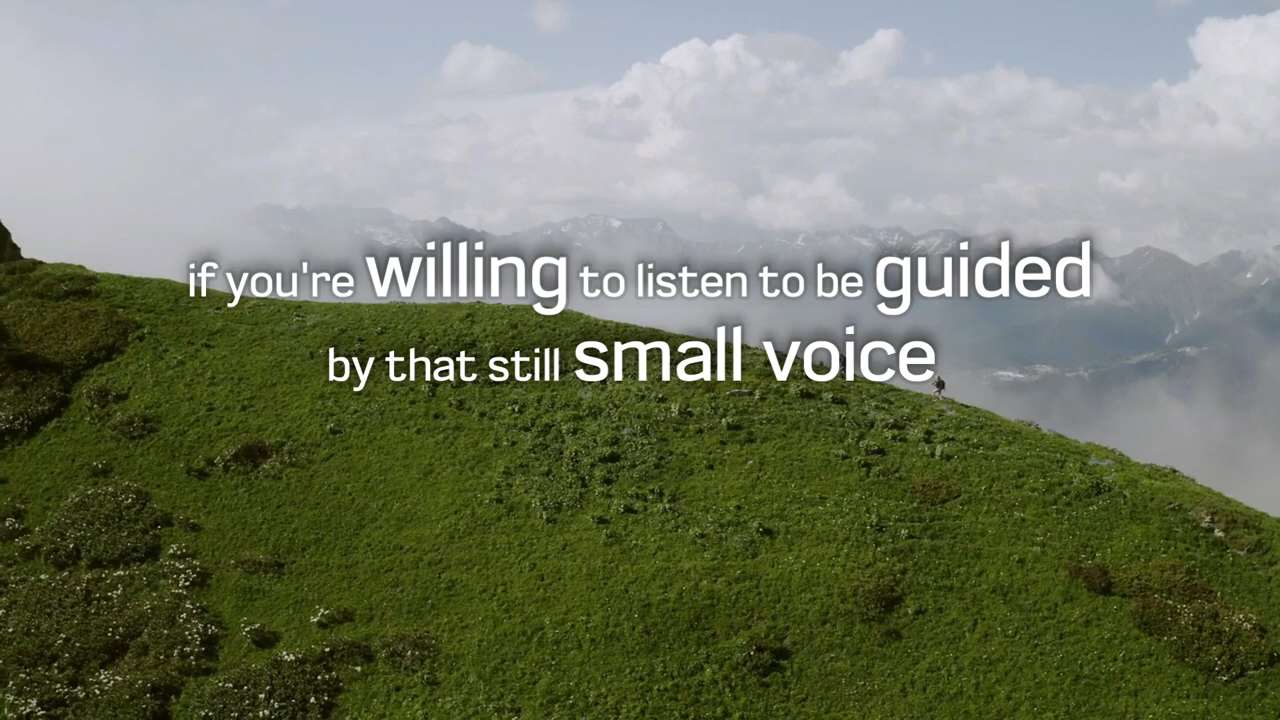 if you're willing to listen to be guided
by that still small voice